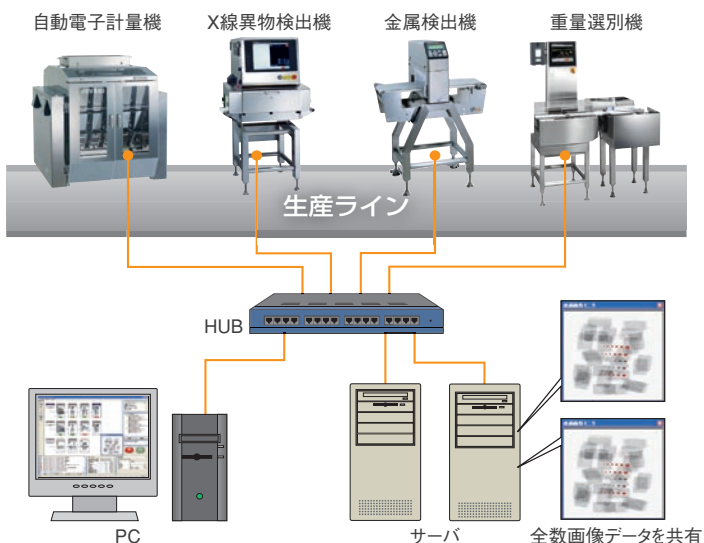 自動電子計量機
X線異物検出機
金属検出機
重量選別機
生産ライン
HUB
PC
サーバ
全数画像データを共有